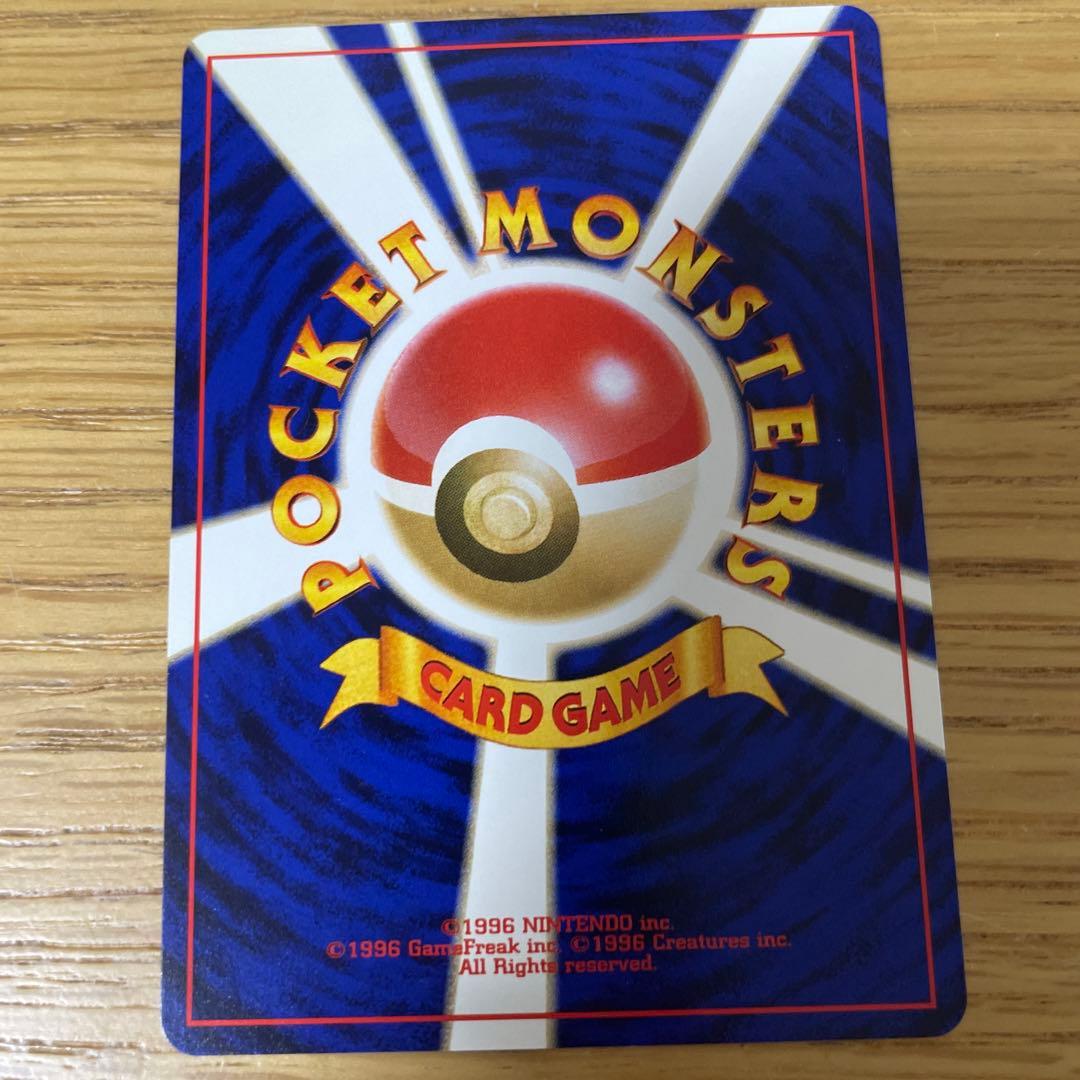 POCKET MONSTERS
CARD GAME
©1996 NINTENDO inc.
©1996 GameFreak inc. ©1996 Creatures inc.
All Rights reserved.